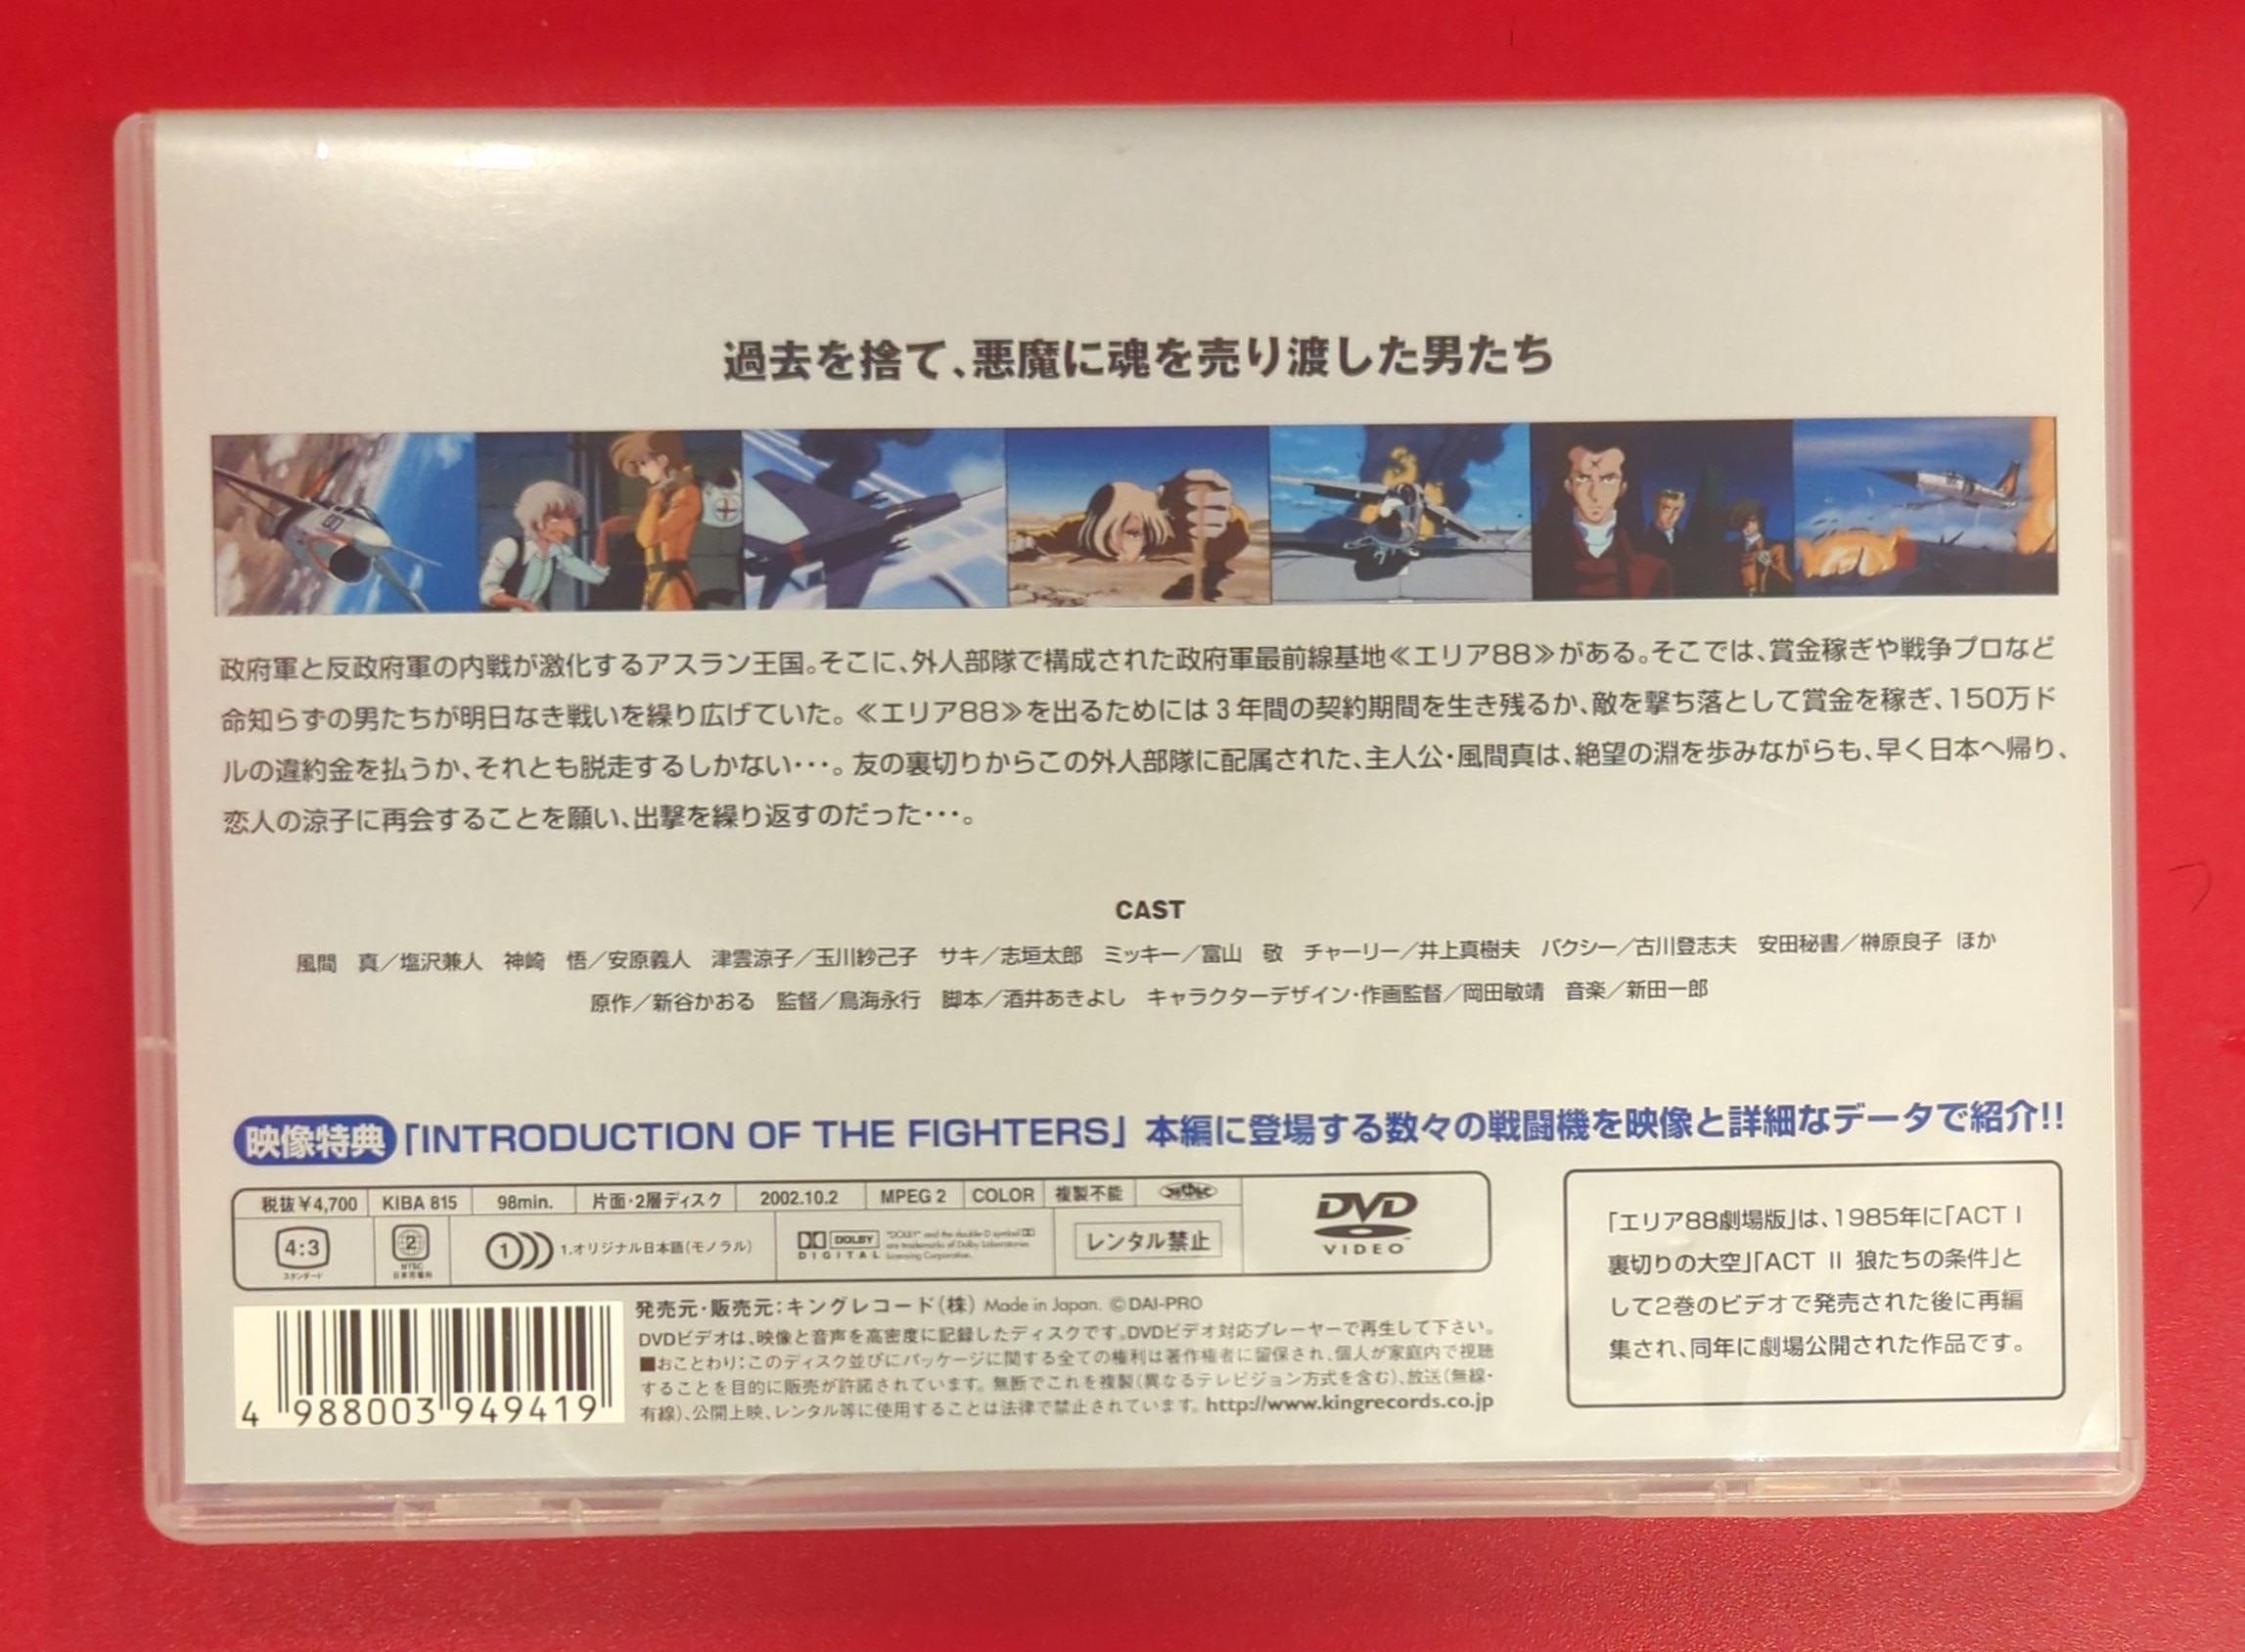 過去を捨て、悪魔に魂を売り渡した男たち
政府軍と反政府軍の内戦が激化するアスラン王国。そこに、外人部隊で構成された政府軍最前線基地≪エリア88≫がある。そこでは、賞金稼ぎや戦争プロなど
命知らずの男たちが明日なき戦いを繰り広げていた。≪エリア88≫を出るためには3年間の契約期間を生き残るか、敵を撃ち落として賞金を稼ぎ、150万ド
ルの違約金を払うか、それとも脱走するしかない・・・。友の裏切りからこの外人部隊に配属された、主人公・風間真は、絶望の淵を歩みながらも、早く日本へ帰り、
恋人の涼子に再会することを願い、出撃を繰り返すのだった・・・。
CAST
風間　真／塩沢兼人　神崎　悟／安原義人　津雲涼子／玉川紗己子　サキ／志垣太郎　ミッキー／富山　敬　チャーリー／井上真樹夫　バクシー／古川登志夫　安田秘書／榊原良子　ほか
原作／新谷かおる　監督／鳥海永行　脚本／酒井あきよし　キャラクターデザイン・作画監督／岡田敏靖　音楽／新田一郎
映像特典「INTRODUCTION OF THE FIGHTERS」本編に登場する数々の戦闘機を映像と詳細なデータで紹介!!
税抜￥4,700 KIBA 815 98min. 片面・2層ディスク 2002.10.2 MPEG 2 COLOR 複製不能
4:3 スタンダード 2 NTSC 日本市場向 1 1.オリジナル日本語(モノラル) DOLBY DIGITAL "DOLBY" and the double-D symbol are trademarks of Dolby Laboratories Licensing Corporation. レンタル禁止 DVD VIDEO
「エリア88劇場版」は、1985年に「ACT I
裏切りの大空」「ACT II 狼たちの条件」と
して2巻のビデオで発売された後に再編
集され、同年に劇場公開された作品です。
発売元・販売元：キングレコード(株) Made in Japan. ©DAI-PRO
DVDビデオは、映像と音声を高密度に記録したディスクです。DVDビデオ対応プレーヤーで再生して下さい。
■おことわり：このディスク並びにパッケージに関する全ての権利は著作権者に留保され、個人が家庭内で視聴
することを目的に販売が許諾されています。無断でこれを複製(異なるテレビジョン方式を含む)、放送(無線・
有線)、公開上映、レンタル等に使用することは法律で禁止されています。http://www.kingrecords.co.jp
4 988003 949419